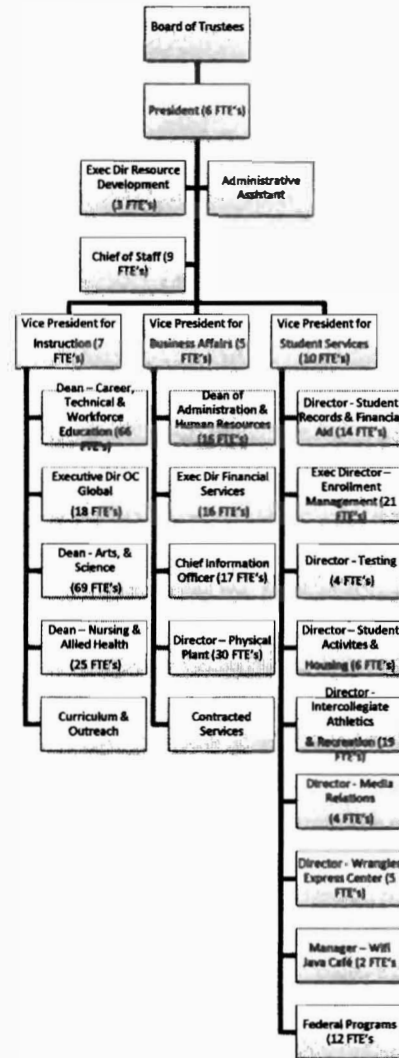 Board of Trustees
President (6 FTE's)
Exec Dir Resource
Development
(3 FTE's)
Administrative
Assistant
Chief of Staff (9
FTE's)
Vice President for
Instruction (7
FTE's)
Dean – Career,
Technical &
Workforce
Education (66
FTE's)
Executive Dir OC
Global
(18 FTE's)
Dean - Arts, &
Science
(69 FTE's)
Dean – Nursing &
Allied Health
(25 FTE's)
Curriculum &
Outreach
Vice President for
Business Affairs (5
FTE's)
Dean of
Administration &
Human Resources
(16 FTE's)
Exec Dir Financial
Services
(16 FTE's)
Chief Information
Officer (17 FTE's)
Director – Physical
Plant (30 FTE's)
Contracted
Services
Vice President for
Student Services
(10 FTE's)
Director - Student
Records & Financial
Aid (14 FTE's)
Exec Director –
Enrollment
Management (21
FTE's)
Director - Testing
(4 FTE's)
Director – Student
Activites &
Housing (6 FTE's)
Director -
Intercollegiate
Athletics
& Recreation (19
FTE's)
Director - Media
Relations
(4 FTE's)
Director - Wrangler
Express Center (5
FTE's)
Manager – Wifi
Java Café (2 FTE's
Federal Programs
(12 FTE's